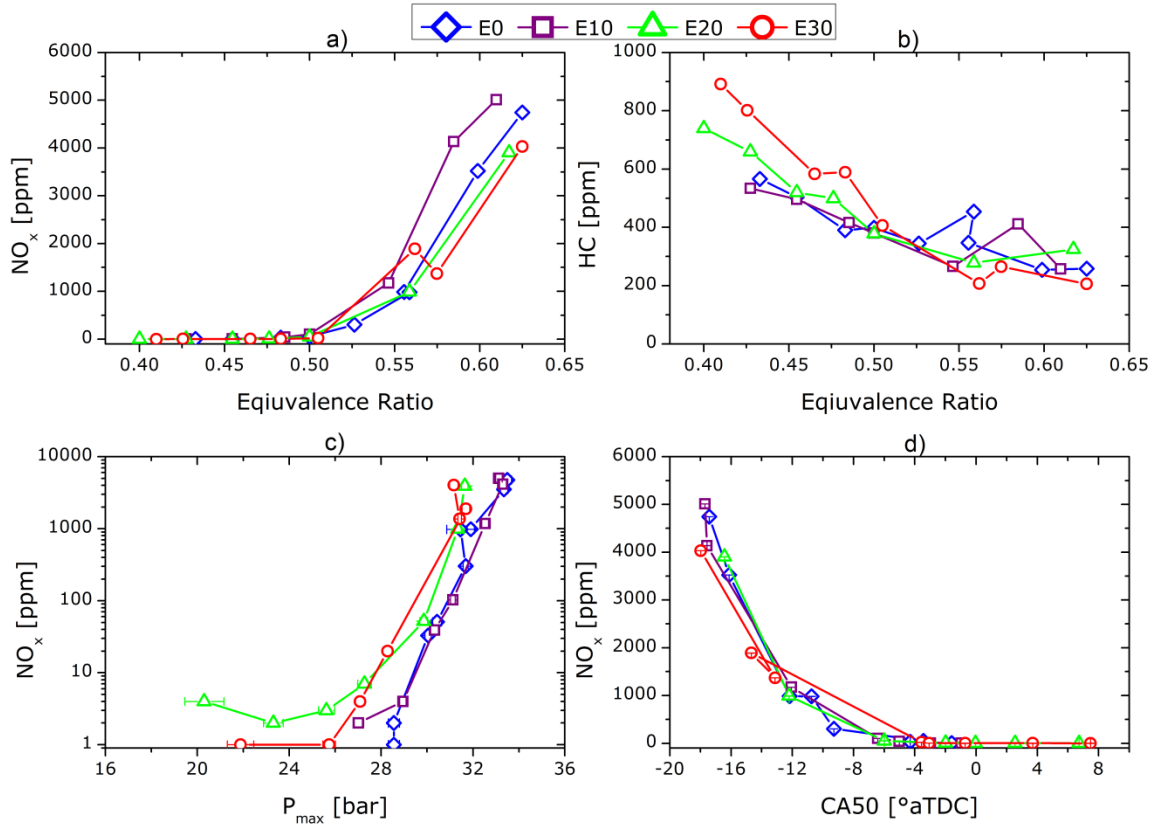 E0 E10 E20 E30
a)
6000
5000
4000
3000
2000
1000
0
NOx [ppm]
0.40 0.45 0.50 0.55 0.60 0.65
Eqiuvalence Ratio
b)
1000
800
600
400
200
0
HC [ppm]
0.40 0.45 0.50 0.55 0.60 0.65
Eqiuvalence Ratio
c)
10000
1000
100
10
1
NOx [ppm]
16 20 24 28 32 36
Pmax [bar]
d)
6000
5000
4000
3000
2000
1000
0
NOx [ppm]
-20 -16 -12 -8 -4 0 4 8
CA50 [°aTDC]